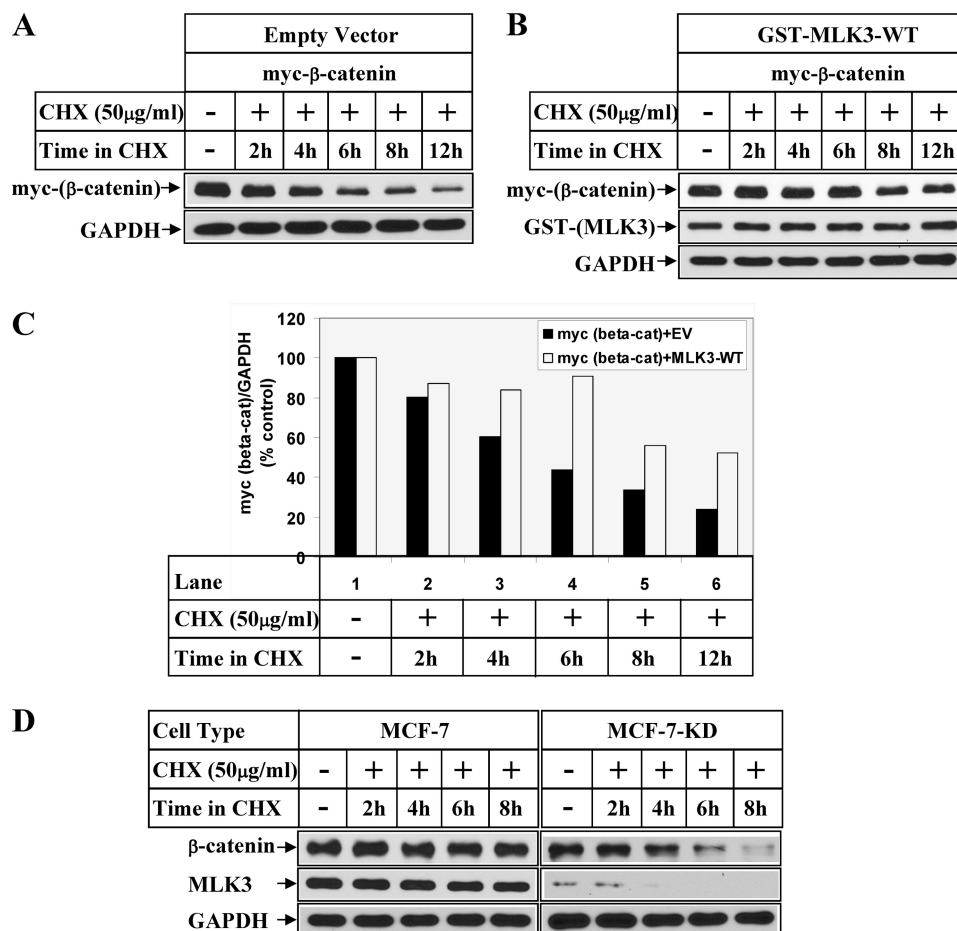 A
Empty Vector
myc-β-catenin
CHX (50μg/ml) - + + + + +
Time in CHX - 2h 4h 6h 8h 12h
myc-(β-catenin)
GAPDH
B
GST-MLK3-WT
myc-β-catenin
CHX (50μg/ml) - + + + + +
Time in CHX - 2h 4h 6h 8h 12h
myc-(β-catenin)
GST-(MLK3)
GAPDH
C
myc (beta-cat)/GAPDH
(% control)
120
100
80
60
40
20
0
myc (beta-cat)+EV
myc (beta-cat)+MLK3-WT
Lane 1 2 3 4 5 6
CHX (50μg/ml) - + + + + +
Time in CHX - 2h 4h 6h 8h 12h
D
Cell Type MCF-7 MCF-7-KD
CHX (50μg/ml) - + + + + - + + + +
Time in CHX - 2h 4h 6h 8h - 2h 4h 6h 8h
β-catenin
MLK3
GAPDH